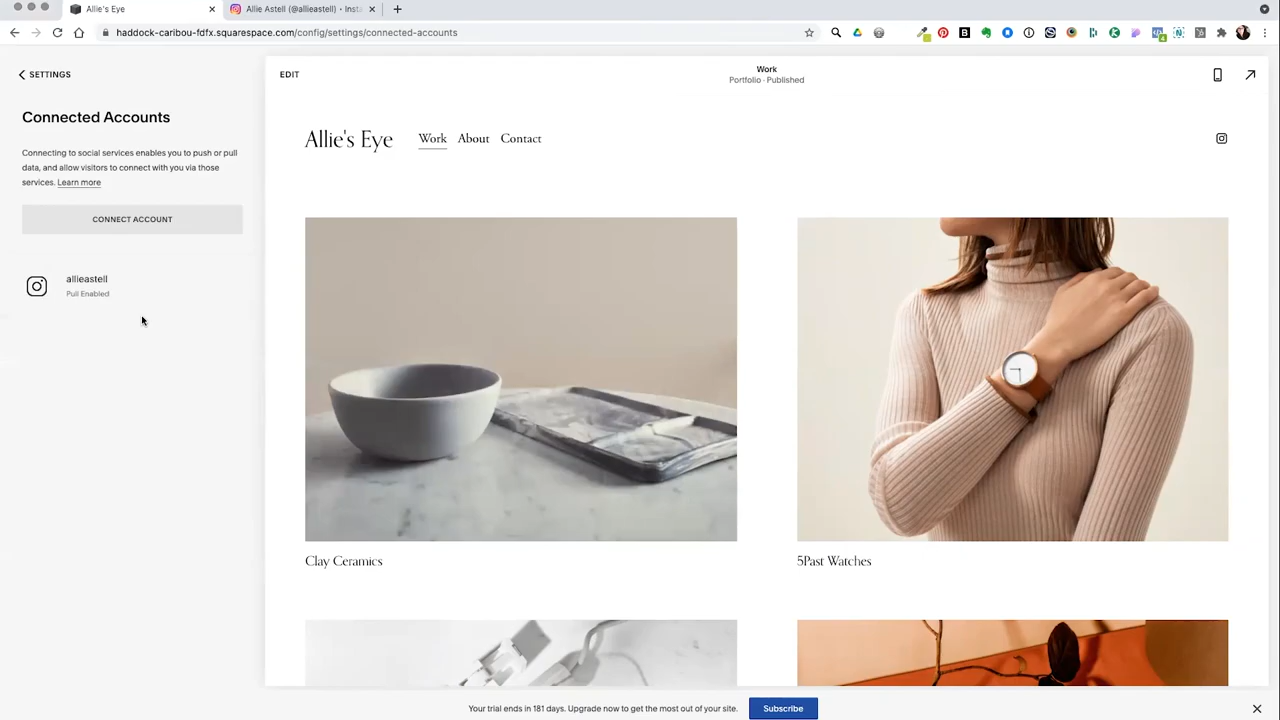 Allie's Eye
Allie Astell (@allieastell) • Insta
haddock-caribou-fdfx.squarespace.com/config/settings/connected-accounts
SETTINGS
Connected Accounts
Connecting to social services enables you to push or pull
data, and allow visitors to connect with you via those
services. Learn more
CONNECT ACCOUNT
allieastell
Pull Enabled
EDIT
Work
Portfolio · Published
Allie's Eye
Work
About
Contact
Clay Ceramics
5Past Watches
Your trial ends in 181 days. Upgrade now to get the most out of your site.
Subscribe